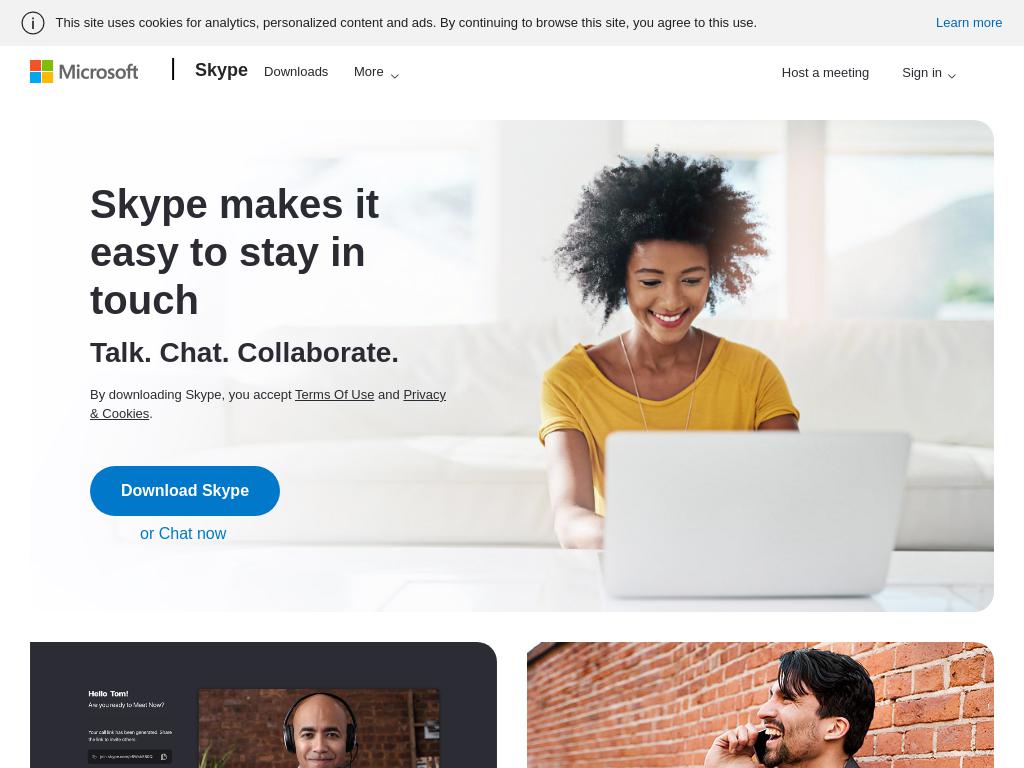 This site uses cookies for analytics, personalized content and ads. By continuing to browse this site, you agree to this use.
Learn more
Microsoft
Skype
Downloads
More
Host a meeting
Sign in
Skype makes it
easy to stay in
touch
Talk. Chat. Collaborate.
By downloading Skype, you accept Terms Of Use and Privacy
& Cookies.
Download Skype
or Chat now
Hello Tom!
Are you ready to Meet Now?
Your call link has been generated. Share
the link to invite others.